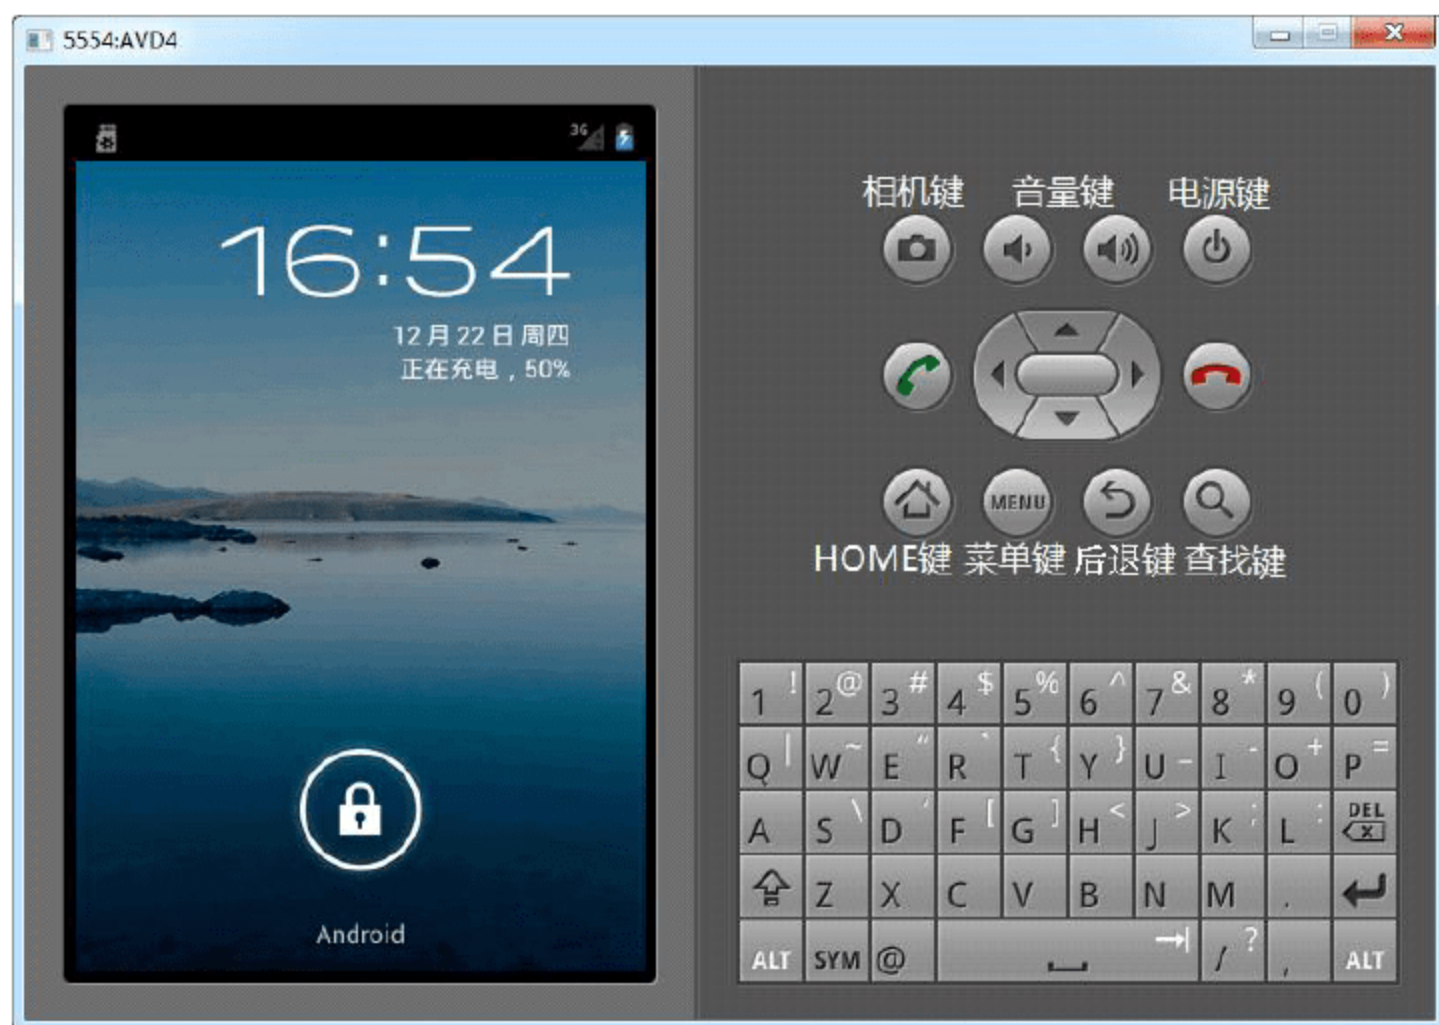 5554:AVD4
3G
16:54
12月22日 周四
正在充电，50%
Android
相机键 音量键 电源键
MENU
HOME键 菜单键 后退键 查找键
1 ! 2 @ 3 # 4 $ 5 % 6 ^ 7 & 8 * 9 ( 0 )
Q | W ~ E “ R ` T { Y } U _ I - O + P =
A S \ D ' F [ G ] H < J > K ; L : DEL
Z X C V B N M .
ALT SYM @ / ? , ALT